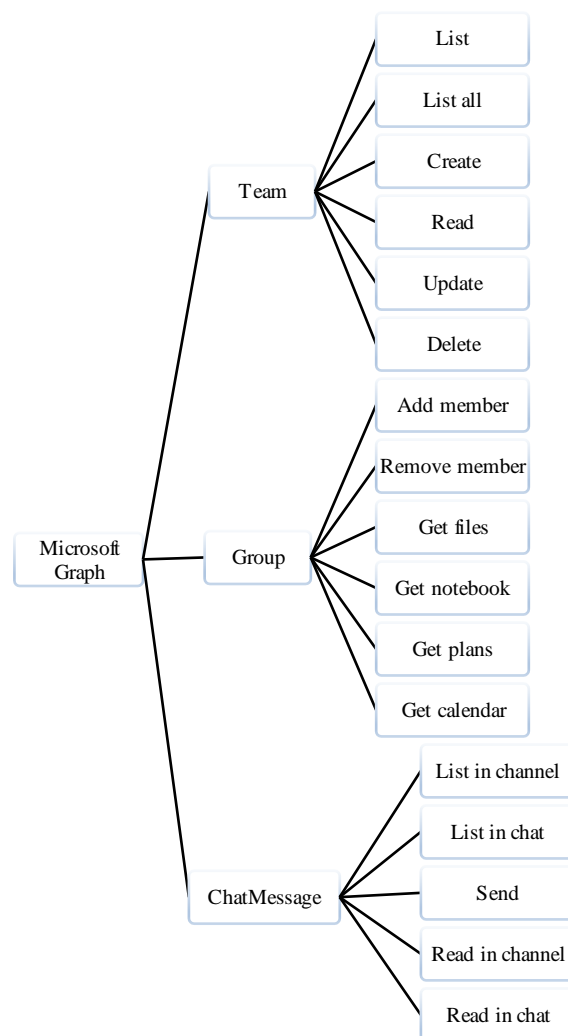 List
List all
Create
Team
Read
Update
Delete
Add member
Remove member
Get files
Microsoft
Graph
Group
Get notebook
Get plans
Get calendar
List in channel
List in chat
ChatMessage
Send
Read in channel
Read in chat